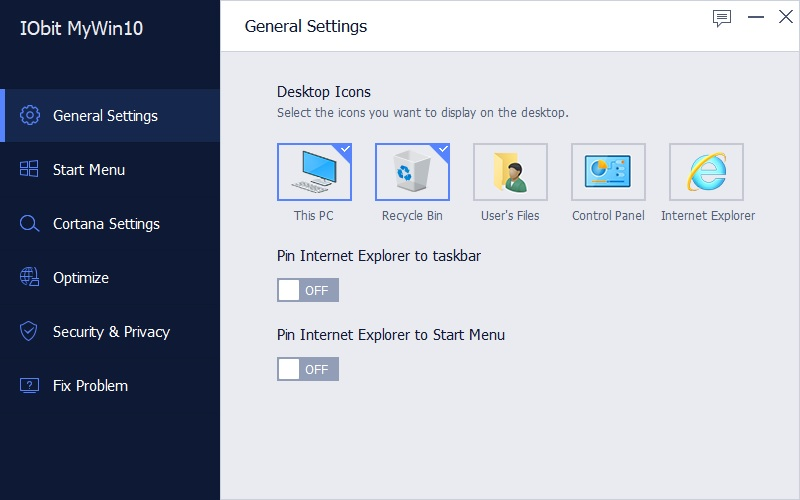 IObit MyWin10
General Settings
Start Menu
Cortana Settings
Optimize
Security & Privacy
Fix Problem
General Settings
Desktop Icons
Select the icons you want to display on the desktop.
This PC
Recycle Bin
User's Files
Control Panel
Internet Explorer
Pin Internet Explorer to taskbar
OFF
Pin Internet Explorer to Start Menu
OFF